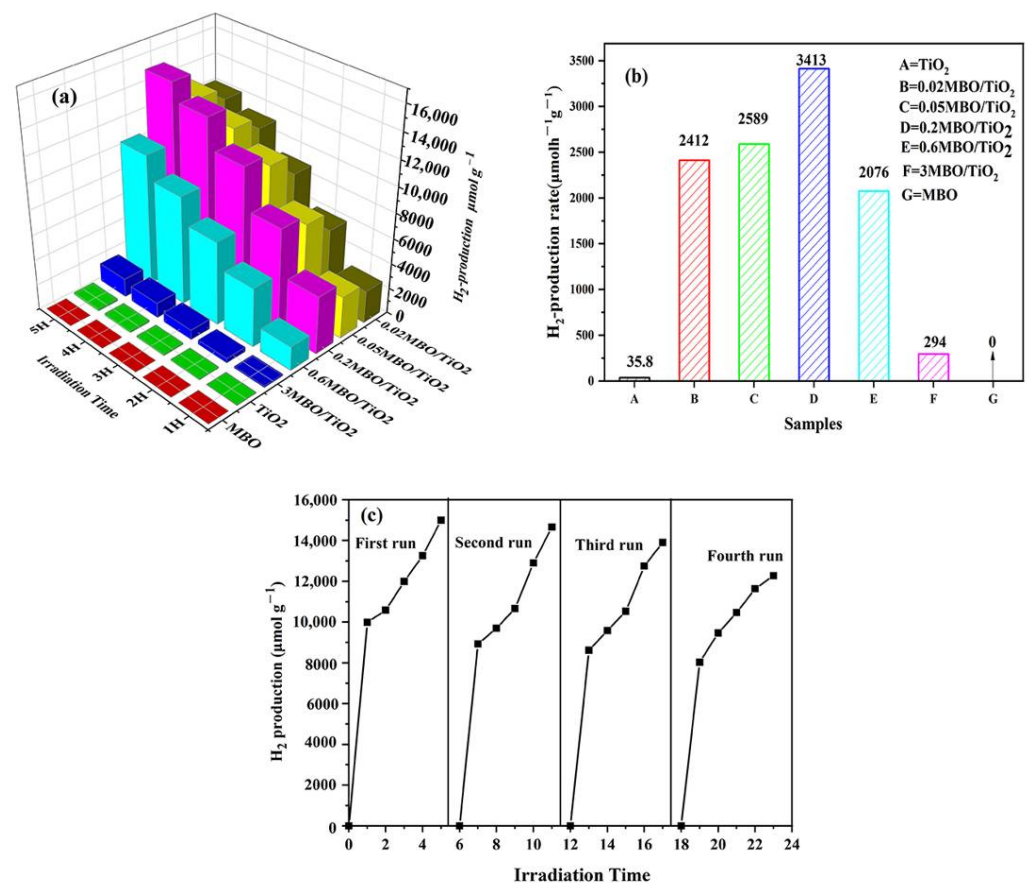 (a)
16,000
14,000
12,000
10,000
8000
6000
4000
2000
0
H₂-production μmol g⁻¹
5H
4H
3H
2H
1H
Irradiation Time
0.02MBO/TiO2
0.05MBO/TiO2
0.2MBO/TiO2
0.6MBO/TiO2
3MBO/TiO2
TiO2
MBO
(b)
H₂-production rate(μmolh⁻¹g⁻¹)
3500
3000
2500
2000
1500
1000
500
0
35.8
2412
2589
3413
2076
294
0
A=TiO₂
B=0.02MBO/TiO₂
C=0.05MBO/TiO₂
D=0.2MBO/TiO2
E=0.6MBO/TiO₂
F=3MBO/TiO₂
G=MBO
A B C D E F G
Samples
(c)
H₂ production (μmol g⁻¹)
16,000
14,000
12,000
10,000
8000
6000
4000
2000
0
First run
Second run
Third run
Fourth run
0 2 4 6 8 10 12 14 16 18 20 22 24
Irradiation Time